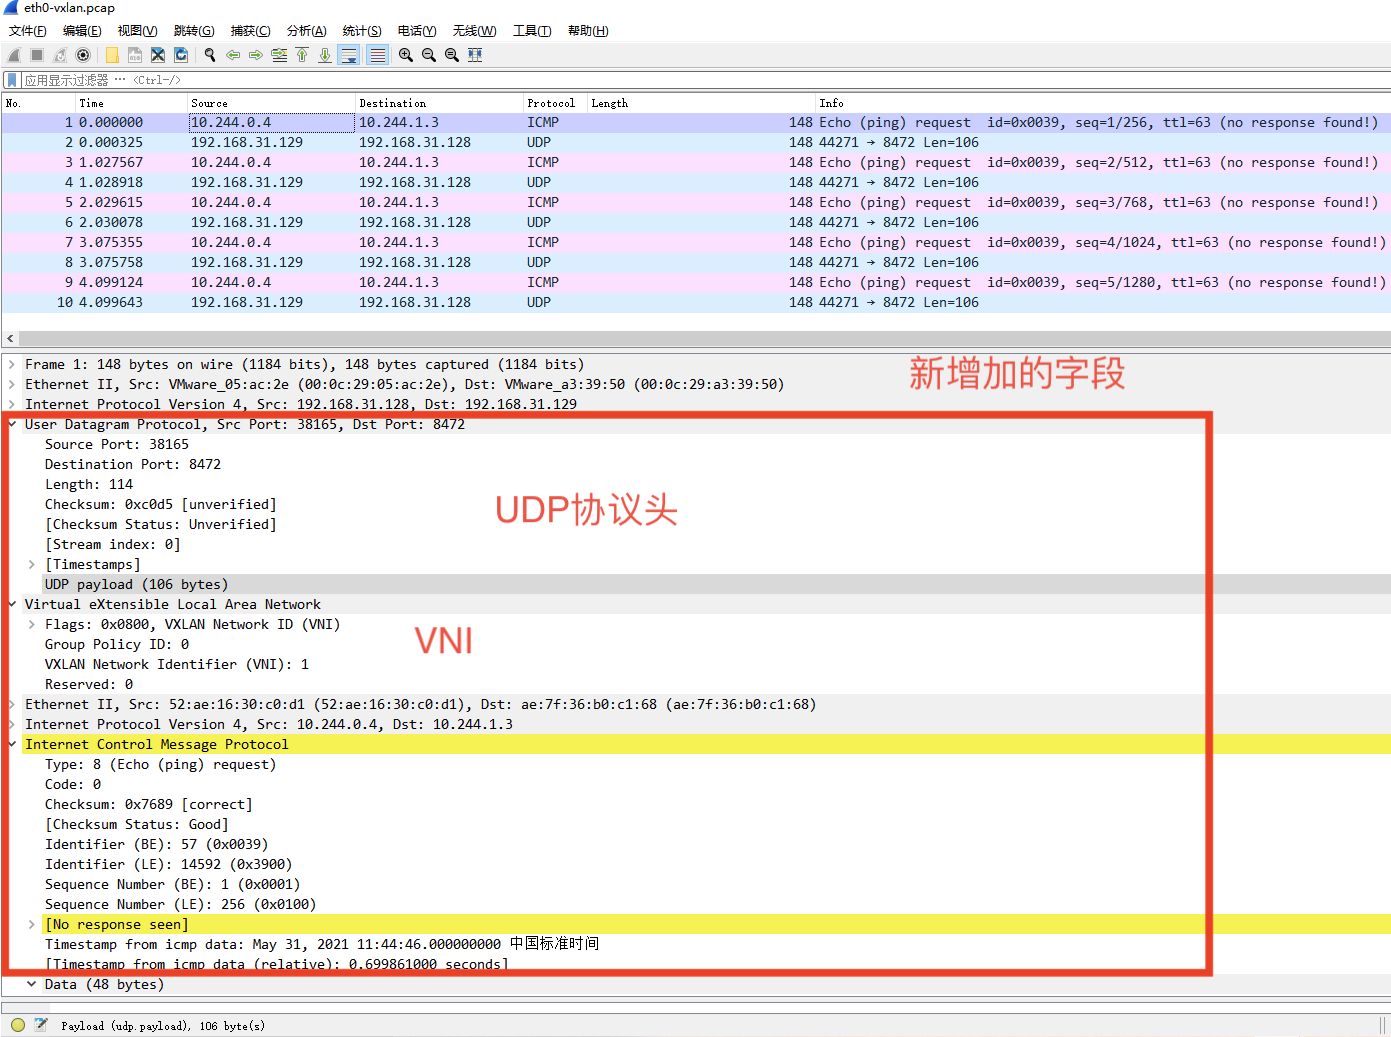 eth0-vxlan.pcap
文件(F) 编辑(E) 视图(V) 跳转(G) 捕获(C) 分析(A) 统计(S) 电话(Y) 无线(W) 工具(T) 帮助(H)
应用显示过滤器 … <Ctrl-/>
No. Time Source Destination Protocol Length Info
1 0.000000 10.244.0.4 10.244.1.3 ICMP 148 Echo (ping) request id=0x0039, seq=1/256, ttl=63 (no response found!)
2 0.000325 192.168.31.129 192.168.31.128 UDP 148 44271 → 8472 Len=106
3 1.027567 10.244.0.4 10.244.1.3 ICMP 148 Echo (ping) request id=0x0039, seq=2/512, ttl=63 (no response found!)
4 1.028918 192.168.31.129 192.168.31.128 UDP 148 44271 → 8472 Len=106
5 2.029615 10.244.0.4 10.244.1.3 ICMP 148 Echo (ping) request id=0x0039, seq=3/768, ttl=63 (no response found!)
6 2.030078 192.168.31.129 192.168.31.128 UDP 148 44271 → 8472 Len=106
7 3.075355 10.244.0.4 10.244.1.3 ICMP 148 Echo (ping) request id=0x0039, seq=4/1024, ttl=63 (no response found!)
8 3.075758 192.168.31.129 192.168.31.128 UDP 148 44271 → 8472 Len=106
9 4.099124 10.244.0.4 10.244.1.3 ICMP 148 Echo (ping) request id=0x0039, seq=5/1280, ttl=63 (no response found!)
10 4.099643 192.168.31.129 192.168.31.128 UDP 148 44271 → 8472 Len=106
Frame 1: 148 bytes on wire (1184 bits), 148 bytes captured (1184 bits)
新增加的字段
Ethernet II, Src: VMware_05:ac:2e (00:0c:29:05:ac:2e), Dst: VMware_a3:39:50 (00:0c:29:a3:39:50)
Internet Protocol Version 4, Src: 192.168.31.128, Dst: 192.168.31.129
User Datagram Protocol, Src Port: 38165, Dst Port: 8472
Source Port: 38165
Destination Port: 8472
Length: 114
Checksum: 0xc0d5 [unverified]
UDP协议头
[Checksum Status: Unverified]
[Stream index: 0]
[Timestamps]
UDP payload (106 bytes)
Virtual eXtensible Local Area Network
Flags: 0x0800, VXLAN Network ID (VNI)
VNI
Group Policy ID: 0
VXLAN Network Identifier (VNI): 1
Reserved: 0
Ethernet II, Src: 52:ae:16:30:c0:d1 (52:ae:16:30:c0:d1), Dst: ae:7f:36:b0:c1:68 (ae:7f:36:b0:c1:68)
Internet Protocol Version 4, Src: 10.244.0.4, Dst: 10.244.1.3
Internet Control Message Protocol
Type: 8 (Echo (ping) request)
Code: 0
Checksum: 0x7689 [correct]
[Checksum Status: Good]
Identifier (BE): 57 (0x0039)
Identifier (LE): 14592 (0x3900)
Sequence Number (BE): 1 (0x0001)
Sequence Number (LE): 256 (0x0100)
[No response seen]
Timestamp from icmp data: May 31, 2021 11:44:46.000000000 中国标准时间
[Timestamp from icmp data (relative): 0.699861000 seconds]
Data (48 bytes)
Payload (udp.payload), 106 byte(s)